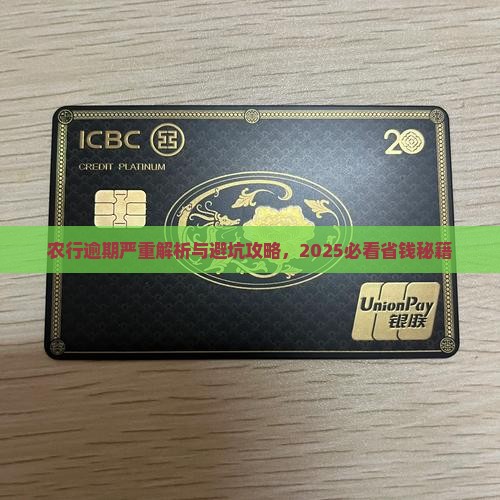 ICBC
20
CREDIT PLATINUM
农行逾期严重解析与避坑攻略，2025必看省钱秘籍
UnionPay
银联